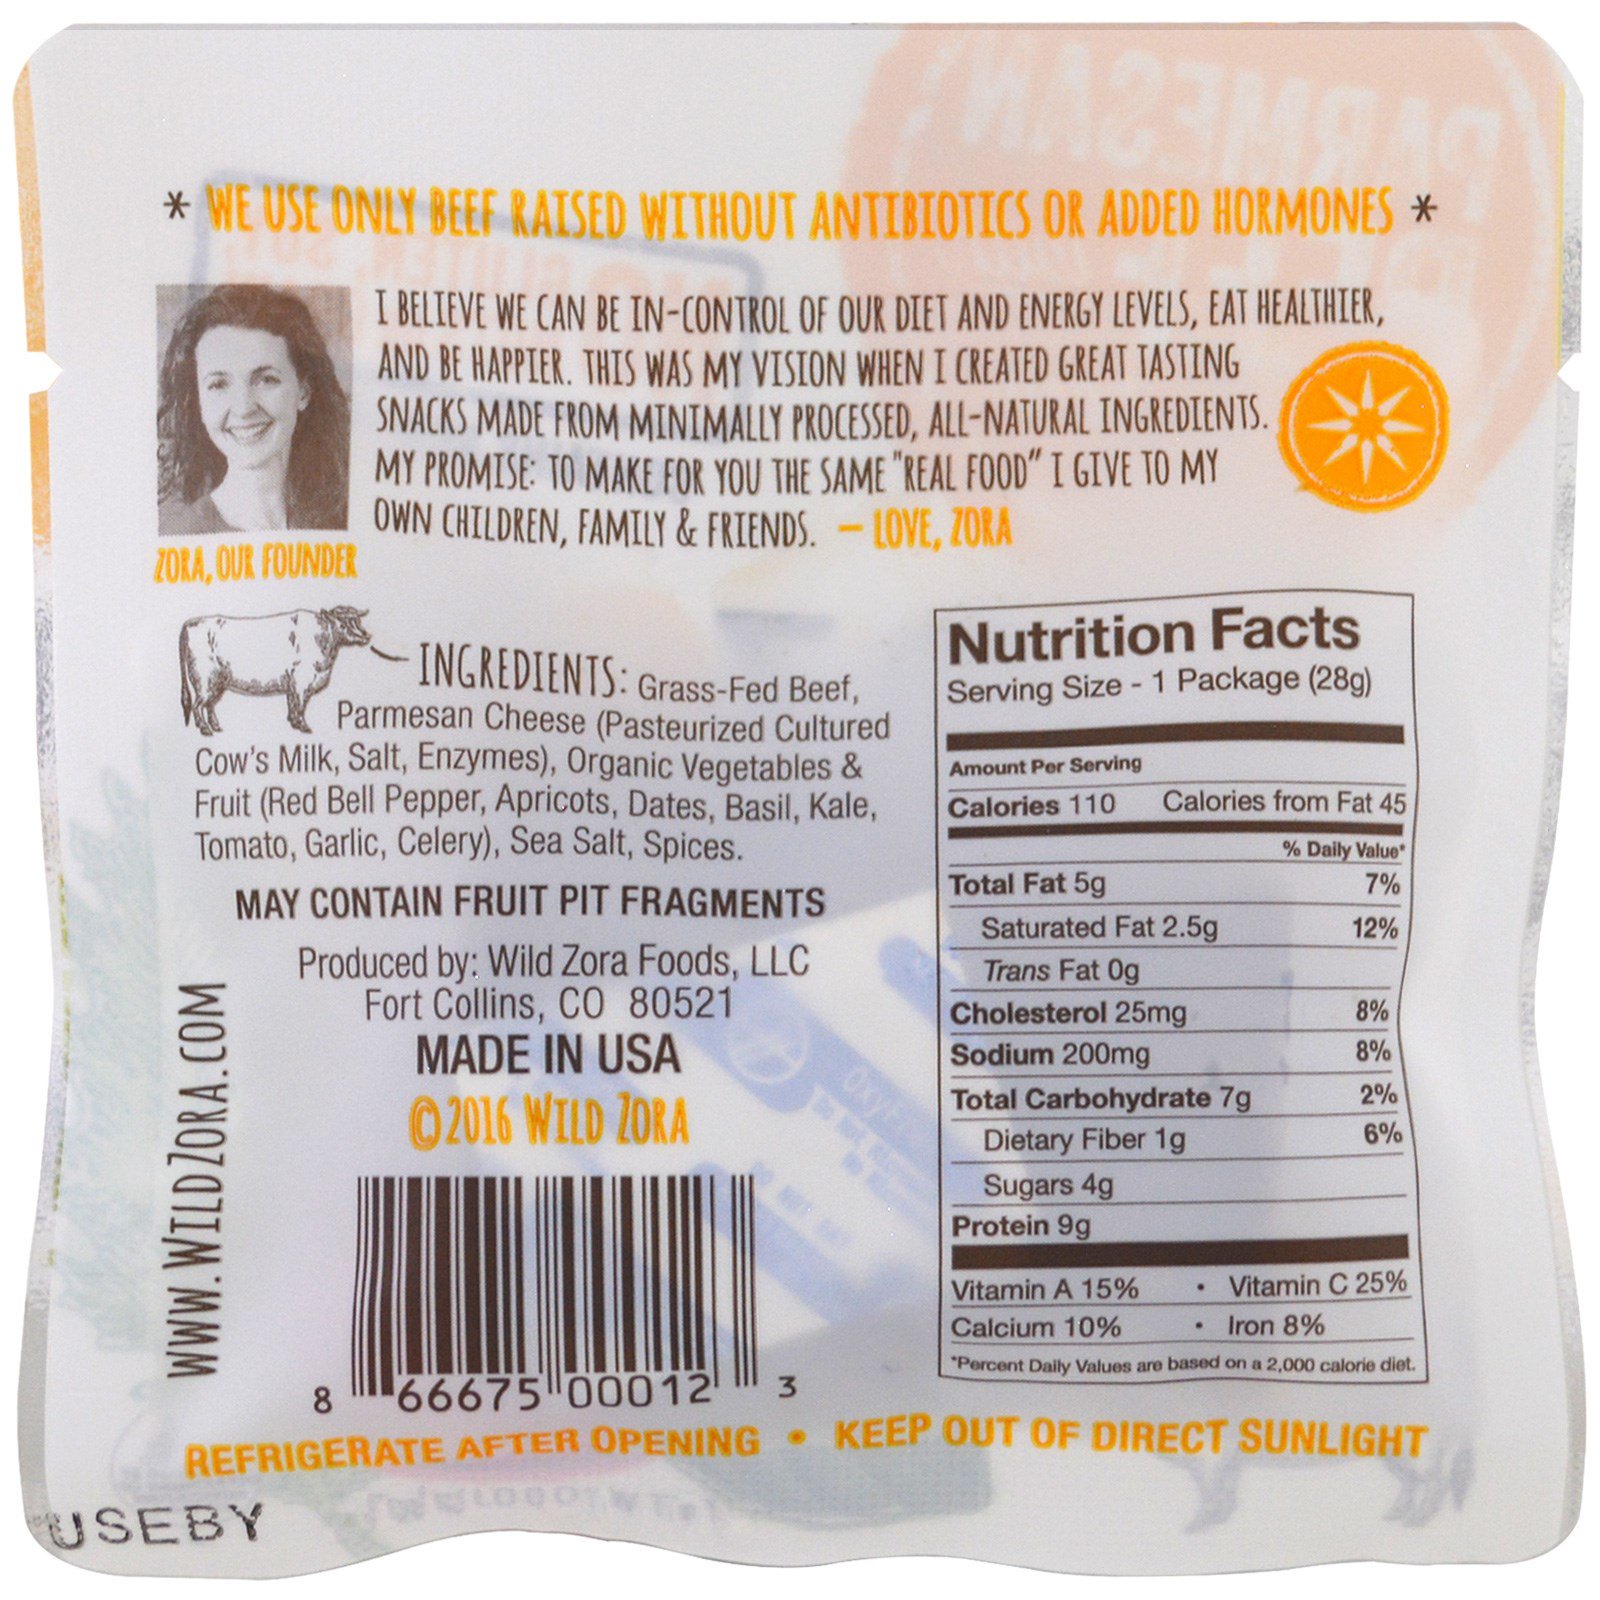 * WE USE ONLY BEEF RAISED WITHOUT ANTIBIOTICS OR ADDED HORMONES *
I BELIEVE WE CAN BE IN-CONTROL OF OUR DIET AND ENERGY LEVELS, EAT HEALTHIER,
AND BE HAPPIER. THIS WAS MY VISION WHEN I CREATED GREAT TASTING
SNACKS MADE FROM MINIMALLY PROCESSED, ALL-NATURAL INGREDIENTS.
MY PROMISE: TO MAKE FOR YOU THE SAME "REAL FOOD" I GIVE TO MY
OWN CHILDREN, FAMILY & FRIENDS. – LOVE, ZORA
ZORA, OUR FOUNDER
INGREDIENTS: Grass-Fed Beef,
Parmesan Cheese (Pasteurized Cultured
Cow's Milk, Salt, Enzymes), Organic Vegetables &
Fruit (Red Bell Pepper, Apricots, Dates, Basil, Kale,
Tomato, Garlic, Celery), Sea Salt, Spices.
MAY CONTAIN FRUIT PIT FRAGMENTS
Produced by: Wild Zora Foods, LLC
Fort Collins, CO 80521
MADE IN USA
©2016 WILD ZORA
WWW.WILDZORA.COM
8 66675 00012 3
Nutrition Facts
Serving Size - 1 Package (28g)
Amount Per Serving
Calories 110 Calories from Fat 45
% Daily Value*
Total Fat 5g 7%
Saturated Fat 2.5g 12%
Trans Fat 0g
Cholesterol 25mg 8%
Sodium 200mg 8%
Total Carbohydrate 7g 2%
Dietary Fiber 1g 6%
Sugars 4g
Protein 9g
Vitamin A 15% • Vitamin C 25%
Calcium 10% • Iron 8%
*Percent Daily Values are based on a 2,000 calorie diet.
REFRIGERATE AFTER OPENING • KEEP OUT OF DIRECT SUNLIGHT
USEBY
PARMESAN